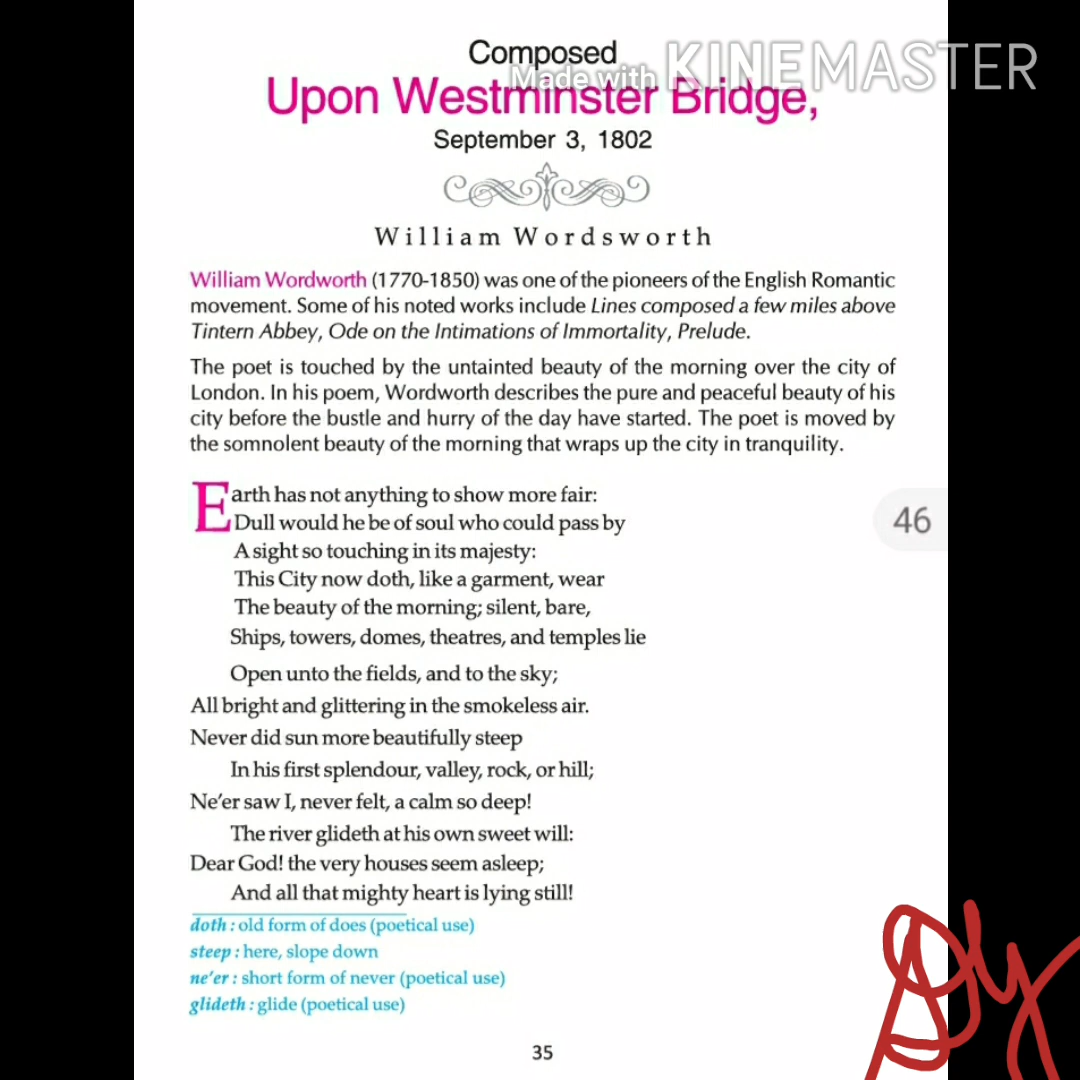 Composed
Made with KINEMASTER
Upon Westminster Bridge,
September 3, 1802
William Wordsworth
William Wordworth (1770-1850) was one of the pioneers of the English Romantic
movement. Some of his noted works include Lines composed a few miles above
Tintern Abbey, Ode on the Intimations of Immortality, Prelude.
The poet is touched by the untainted beauty of the morning over the city of
London. In his poem, Wordworth describes the pure and peaceful beauty of his
city before the bustle and hurry of the day have started. The poet is moved by
the somnolent beauty of the morning that wraps up the city in tranquility.
Earth has not anything to show more fair:
Dull would he be of soul who could pass by
A sight so touching in its majesty:
This City now doth, like a garment, wear
The beauty of the morning; silent, bare,
Ships, towers, domes, theatres, and temples lie
Open unto the fields, and to the sky;
All bright and glittering in the smokeless air.
Never did sun more beautifully steep
In his first splendour, valley, rock, or hill;
Ne'er saw I, never felt, a calm so deep!
The river glideth at his own sweet will:
Dear God! the very houses seem asleep;
And all that mighty heart is lying still!
doth : old form of does (poetical use)
steep : here, slope down
ne'er : short form of never (poetical use)
glideth : glide (poetical use)
35
46